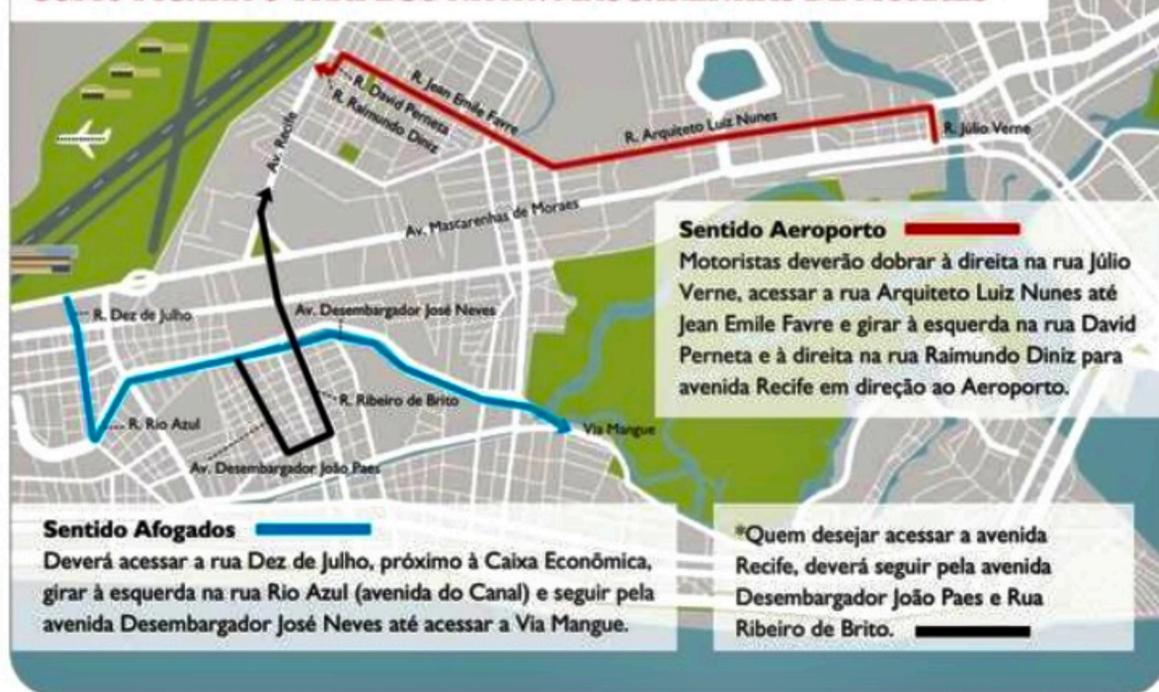 R. David Perneta
R. Raimundo Diniz
R. Jean Emile Favre
R. Arquiteto Luiz Nunes
R. Júlio Verne
Av. Recife
Av. Mascarenhas de Moraes
R. Dez de Julho
Av. Desembargador José Neves
R. Ribeiro de Brito
R. Rio Azul
Av. Desembargador João Paes
Via Mangue
Sentido Aeroporto
Motoristas deverão dobrar à direita na rua Júlio
Verne, acessar a rua Arquiteto Luiz Nunes até
Jean Emile Favre e girar à esquerda na rua David
Perneta e à direita na rua Raimundo Diniz para
avenida Recife em direção ao Aeroporto.
Sentido Afogados
Deverá acessar a rua Dez de Julho, próximo à Caixa Econômica,
girar à esquerda na rua Rio Azul (avenida do Canal) e seguir pela
avenida Desembargador José Neves até acessar a Via Mangue.
*Quem desejar acessar a avenida
Recife, deverá seguir pela avenida
Desembargador João Paes e Rua
Ribeiro de Brito.